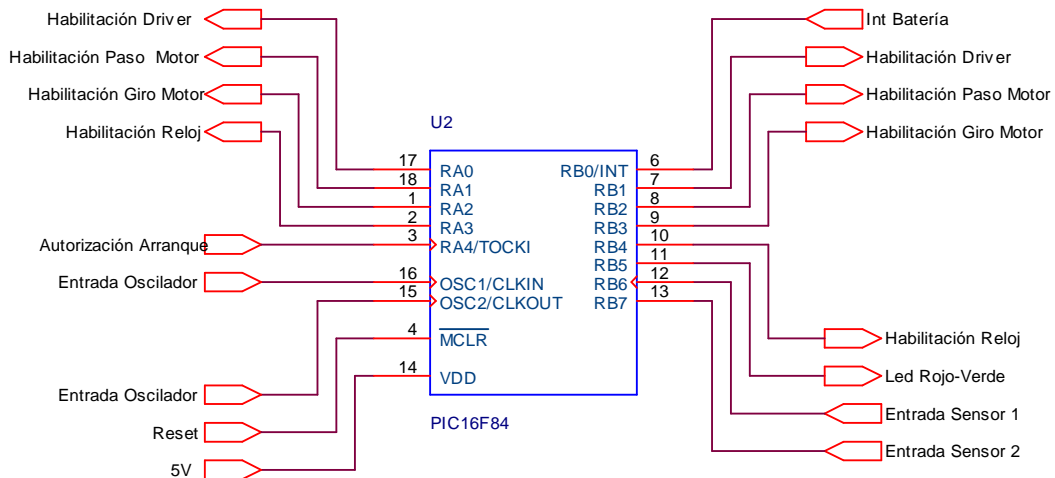 Habilitación Driver
Int Batería
Habilitación Paso Motor
Habilitación Driver
Habilitación Giro Motor
Habilitación Paso Motor
Habilitación Reloj
Habilitación Giro Motor
U2
17 RA0 RB0/INT 6
18 RA1 RB1 7
1 RA2 RB2 8
2 RA3 RB3 9
Autorización Arranque 3 RA4/TOCKI RB4 10
RB5 11
Entrada Oscilador 16 OSC1/CLKIN RB6 12
15 OSC2/CLKOUT RB7 13
4 MCLR
Habilitación Reloj
14 VDD
Led Rojo-Verde
Entrada Oscilador
Entrada Sensor 1
PIC16F84
Reset
Entrada Sensor 2
5V